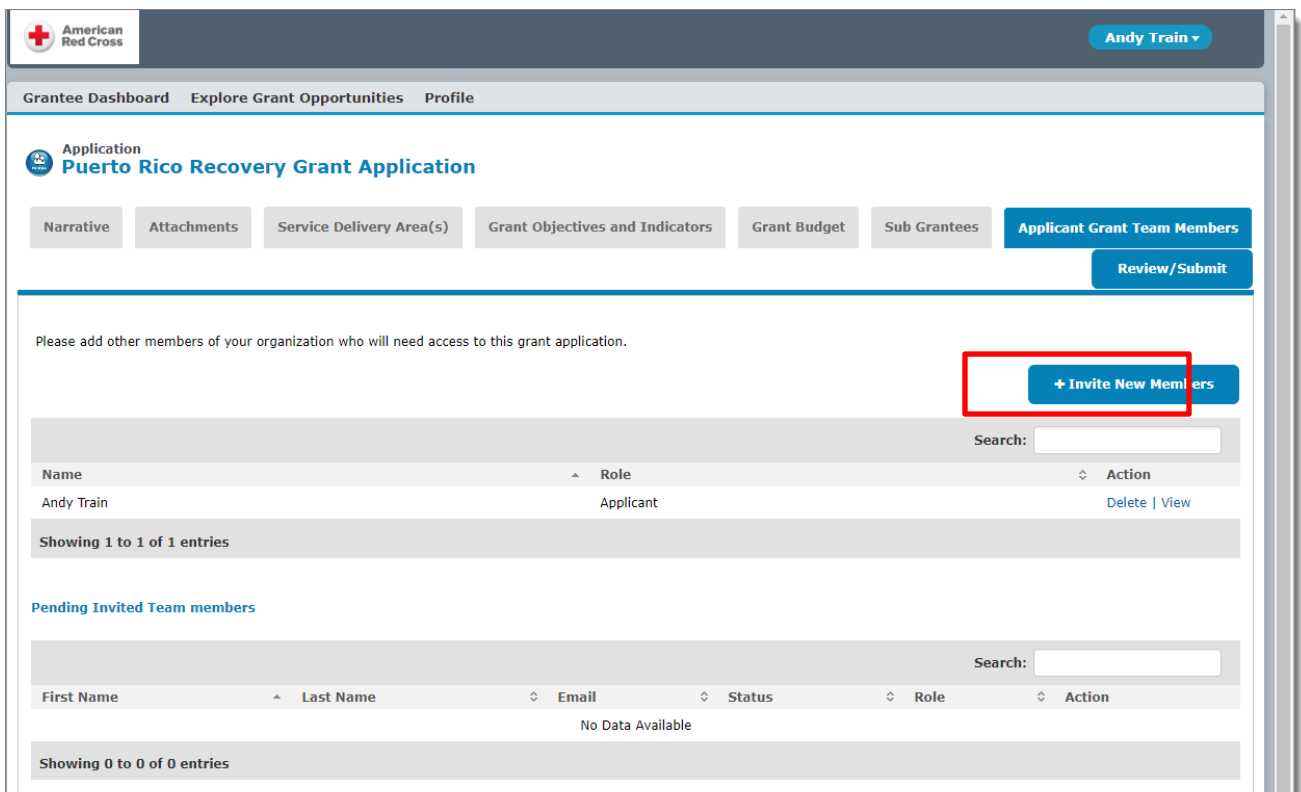 American
Red Cross
Andy Train
Grantee Dashboard Explore Grant Opportunities Profile
Application
Puerto Rico Recovery Grant Application
Narrative Attachments Service Delivery Area(s) Grant Objectives and Indicators Grant Budget Sub Grantees Applicant Grant Team Members
Review/Submit
Please add other members of your organization who will need access to this grant application.
+ Invite New Members
Search:
Name Role Action
Andy Train Applicant Delete | View
Showing 1 to 1 of 1 entries
Pending Invited Team members
Search:
First Name Last Name Email Status Role Action
No Data Available
Showing 0 to 0 of 0 entries